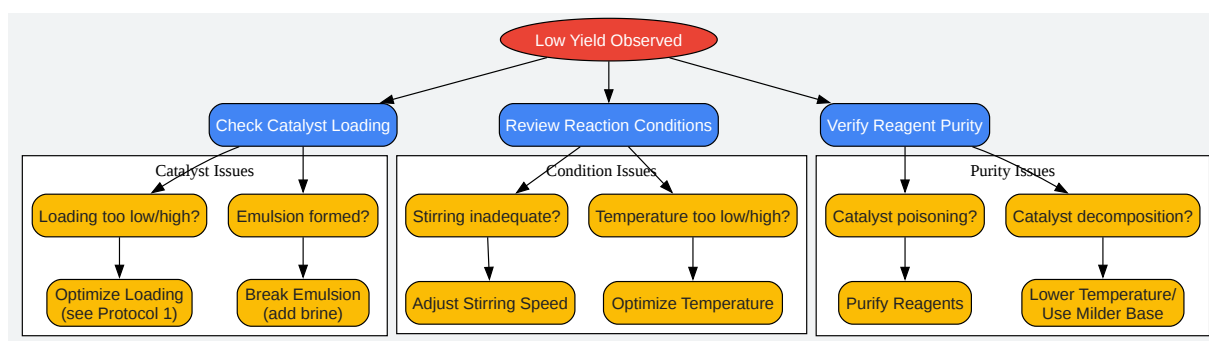 Low Yield Observed
Check Catalyst Loading
Review Reaction Conditions
Verify Reagent Purity
Catalyst Issues
Condition Issues
Purity Issues
Loading too low/high?
Emulsion formed?
Stirring inadequate?
Temperature too low/high?
Catalyst poisoning?
Catalyst decomposition?
Optimize Loading
(see Protocol 1)
Break Emulsion
(add brine)
Adjust Stirring Speed
Optimize Temperature
Purify Reagents
Lower Temperature/
Use Milder Base